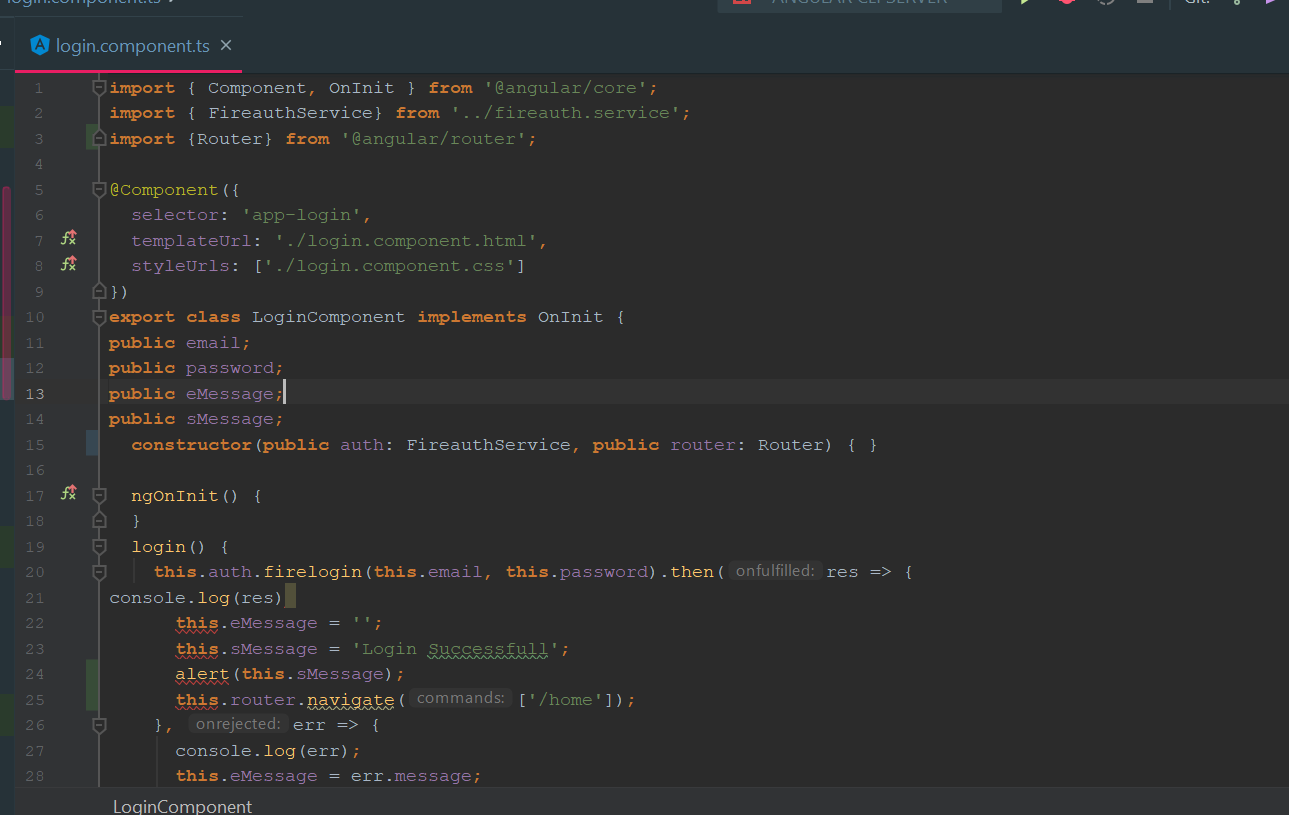 login.component.ts
ANGULAR CLI SERVER
Git:
login.component.ts ×
1 import { Component, OnInit } from '@angular/core';
2 import { FireauthService} from '../fireauth.service';
3 import {Router} from '@angular/router';
4
5 @Component({
6 selector: 'app-login',
7 templateUrl: './login.component.html',
8 styleUrls: ['./login.component.css']
9 })
10 export class LoginComponent implements OnInit {
11 public email;
12 public password;
13 public eMessage;
14 public sMessage;
15 constructor(public auth: FireauthService, public router: Router) { }
16
17 ngOnInit() {
18 }
19 login() {
20 this.auth.firelogin(this.email, this.password).then( onfulfilled: res => {
21 console.log(res)
22 this.eMessage = '';
23 this.sMessage = 'Login Successfull';
24 alert(this.sMessage);
25 this.router.navigate( commands: ['/home']);
26 }, onrejected: err => {
27 console.log(err);
28 this.eMessage = err.message;
LoginComponent